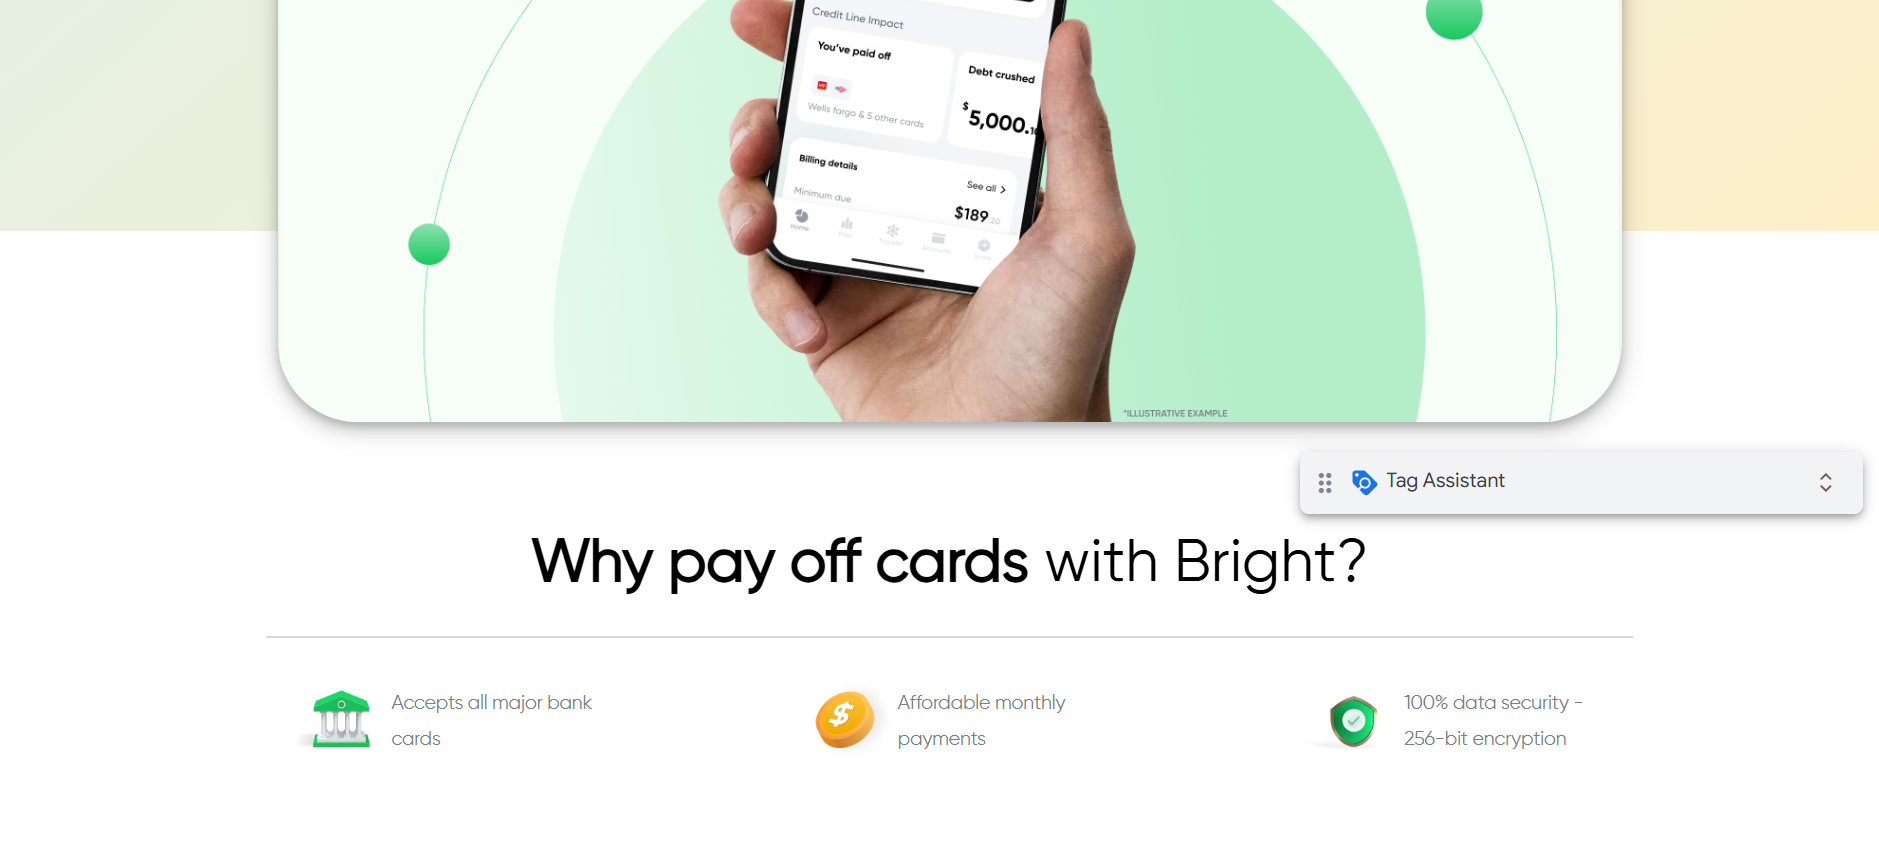 Credit Line Impact
You've paid off
Debt crushed
Wells fargo & 5 other cards
$5,000.
Billing details
See all
Minimum due
$189.20
Home
Plan
Transfer
Accounts
Score
*ILLUSTRATIVE EXAMPLE
Tag Assistant
Why pay off cards with Bright?
Accepts all major bank
cards
Affordable monthly
payments
100% data security -
256-bit encryption